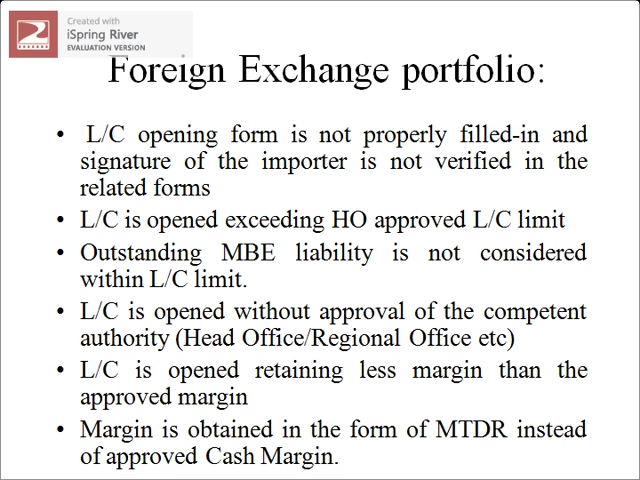 Created with
iSpring River
EVALUATION VERSION
Foreign Exchange portfolio:
• L/C opening form is not properly filled-in and
signature of the importer is not verified in the
related forms
• L/C is opened exceeding HO approved L/C limit
• Outstanding MBE liability is not considered
within L/C limit.
• L/C is opened without approval of the competent
authority (Head Office/Regional Office etc)
• L/C is opened retaining less margin than the
approved margin
• Margin is obtained in the form of MTDR instead
of approved Cash Margin.